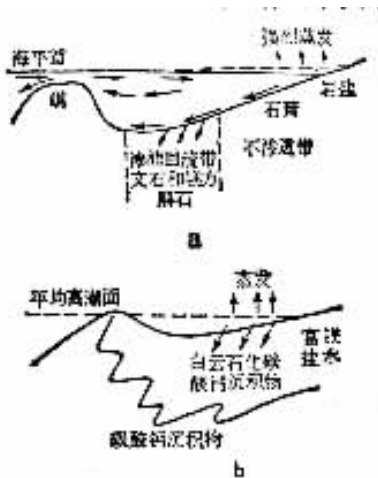 强烈蒸发
海平面
礁
岩盐
石膏
渗透回流带
文石和镁方
解石
不渗透带
a
蒸发
平均高潮面
白云石化碳
酸钙沉积物
富镁
盐水
碳酸钙沉积物
b